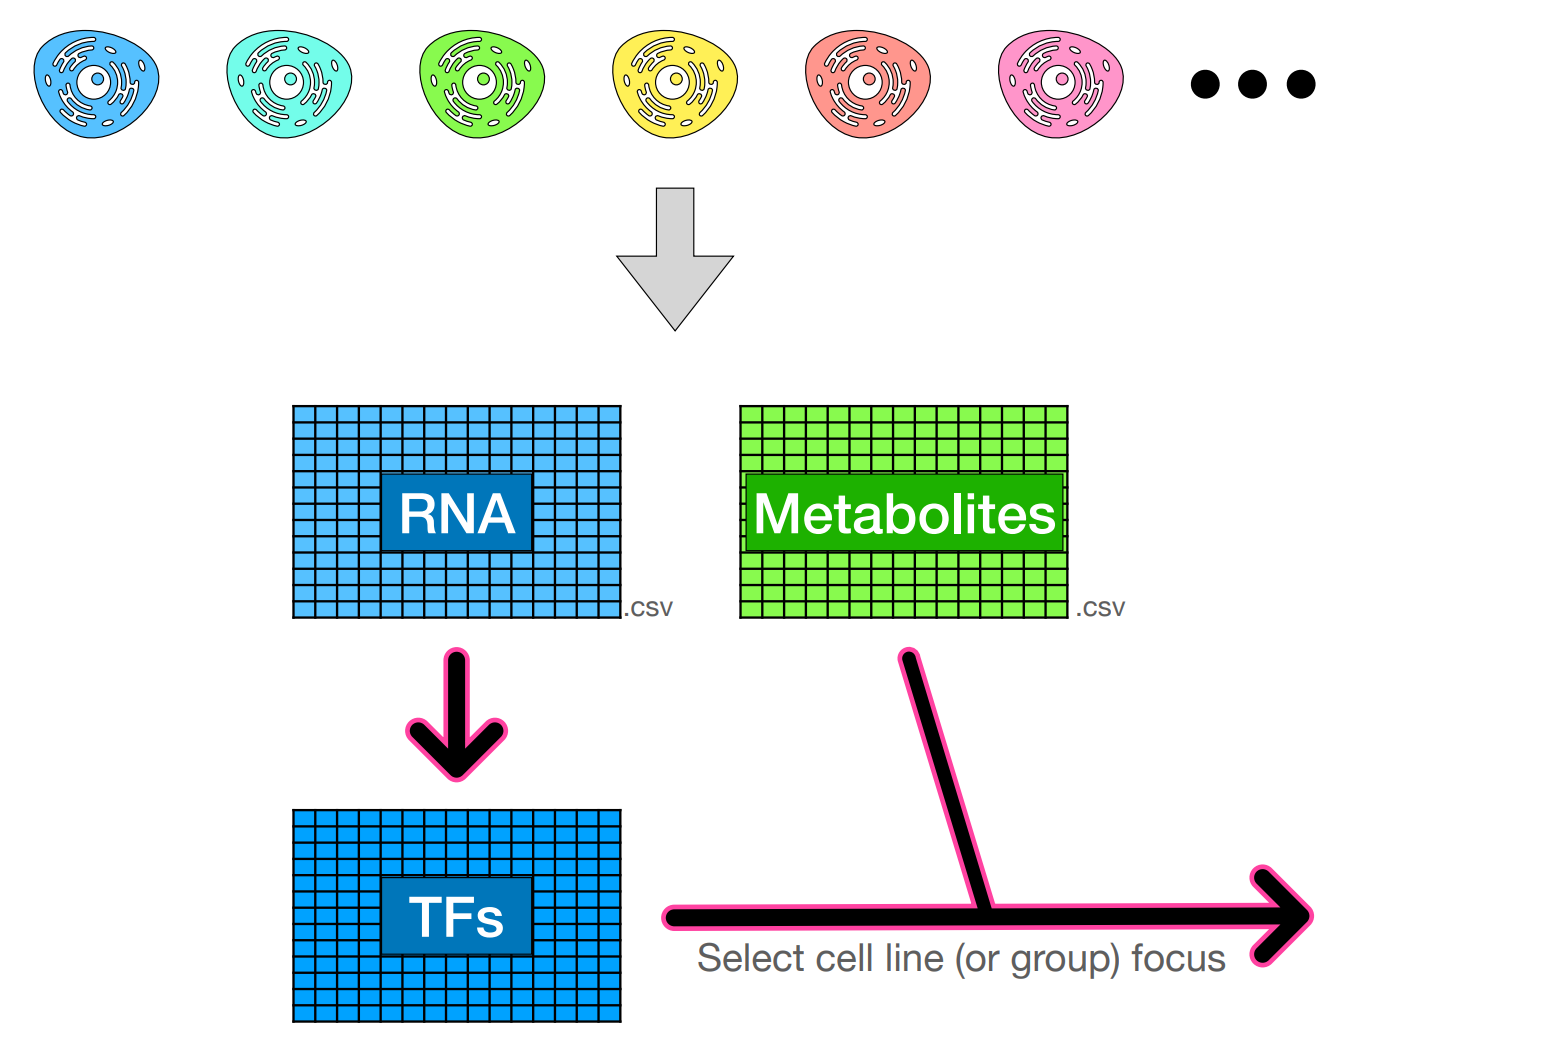 RNA
Metabolites
.csv
.csv
TFs
Select cell line (or group) focus